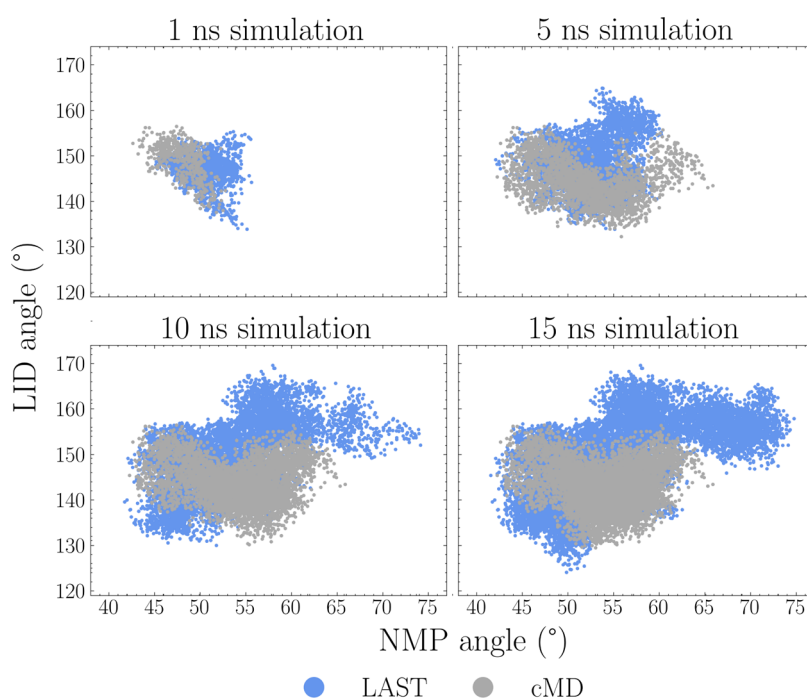 1 ns simulation
5 ns simulation
170
160
150
140
130
120
10 ns simulation
15 ns simulation
170
160
150
140
130
120
40 45 50 55 60 65 70 75
40 45 50 55 60 65 70 75
LID angle (°)
NMP angle (°)
LAST cMD